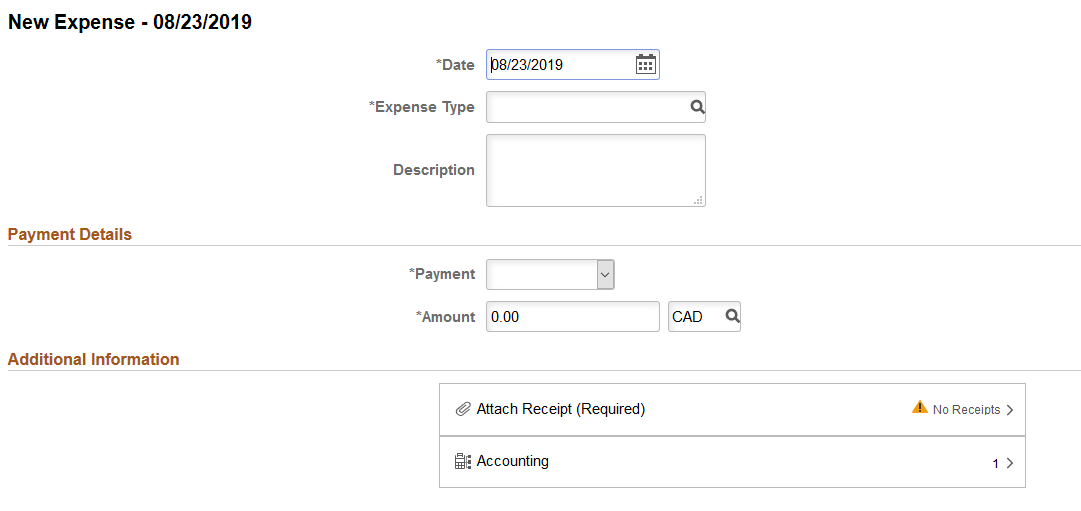 New Expense - 08/23/2019
*Date 08/23/2019
*Expense Type
Description
Payment Details
*Payment
*Amount 0.00 CAD
Additional Information
Attach Receipt (Required) No Receipts
Accounting 1